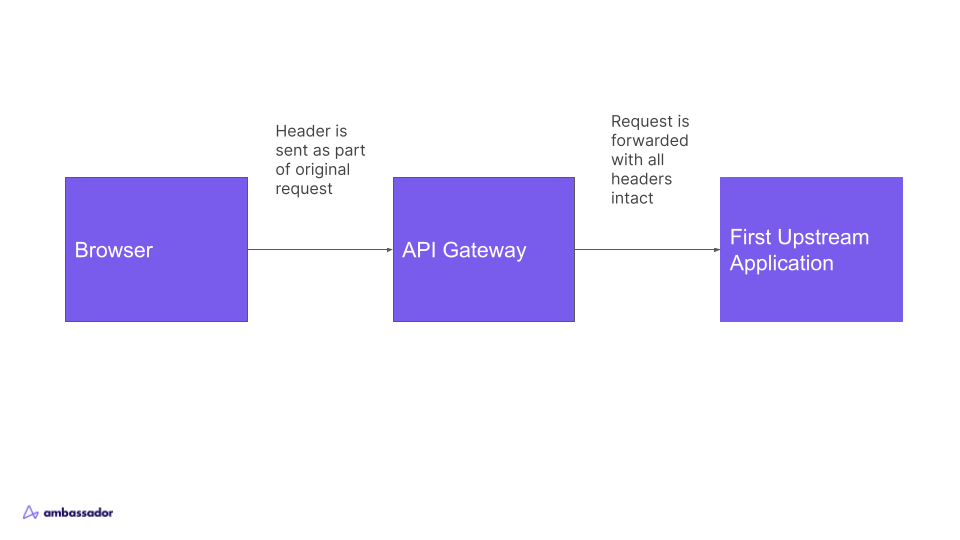 Header is
sent as part
of original
request
Request is
forwarded
with all
headers
intact
Browser
API Gateway
First Upstream
Application
ambassador